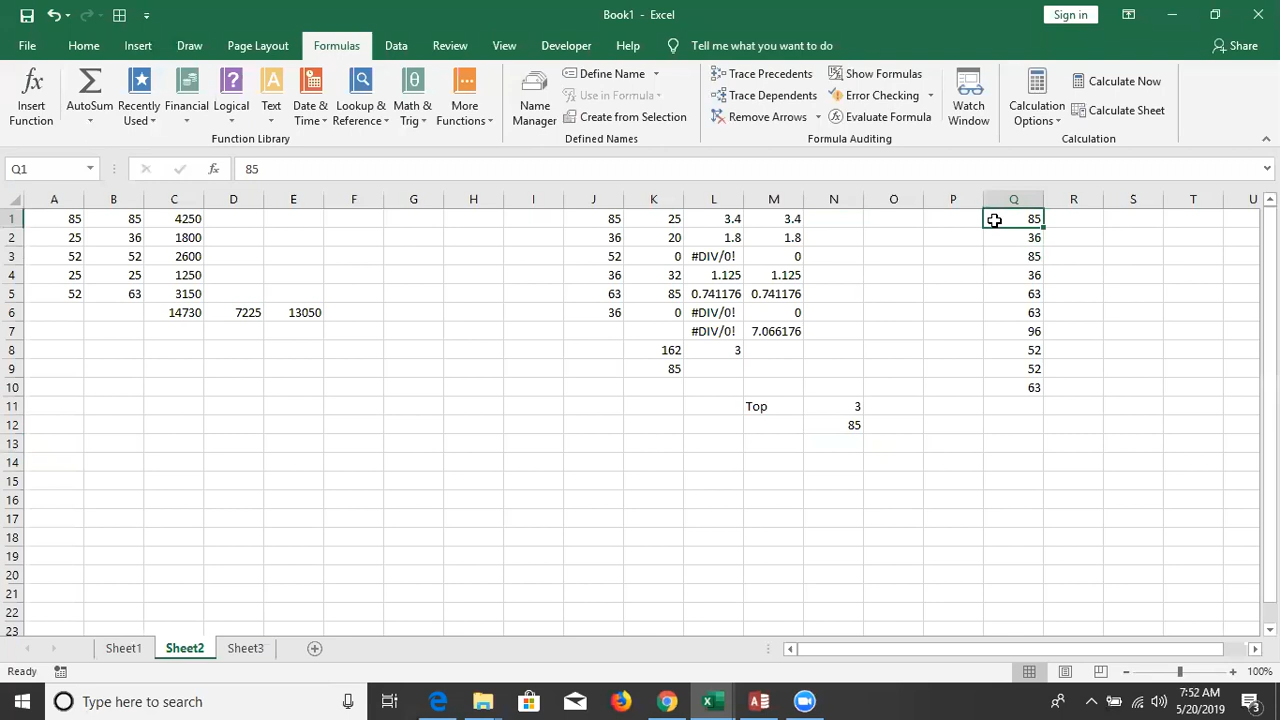 Book1 - Excel
Sign in
File Home Insert Draw Page Layout Formulas Data Review View Developer Help Tell me what you want to do Share
Insert Function
AutoSum
Recently Used
Financial
Logical
Text
Date & Time
Lookup & Reference
Math & Trig
More Functions
Function Library
Name Manager
Define Name
Use in Formula
Create from Selection
Defined Names
Trace Precedents
Trace Dependents
Remove Arrows
Show Formulas
Error Checking
Evaluate Formula
Formula Auditing
Watch Window
Calculation Options
Calculate Now
Calculate Sheet
Calculation
Q1 fx 85
A B C D E F G H I J K L M N O P Q R S T U
1 85 85 4250 85 25 3.4 3.4 85
2 25 36 1800 36 20 1.8 1.8 36
3 52 52 2600 52 0 #DIV/0! 0 85
4 25 25 1250 36 32 1.125 1.125 36
5 52 63 3150 63 85 0.741176 0.741176 63
6 14730 7225 13050 36 0 #DIV/0! 0 63
7 #DIV/0! 7.066176 96
8 162 3 52
9 85 52
10 63
11 Top 3
12 85
13
14
15
16
17
18
19
20
21
22
23
Sheet1 Sheet2 Sheet3
Ready 100%
Type here to search
7:52 AM
5/20/2019
3